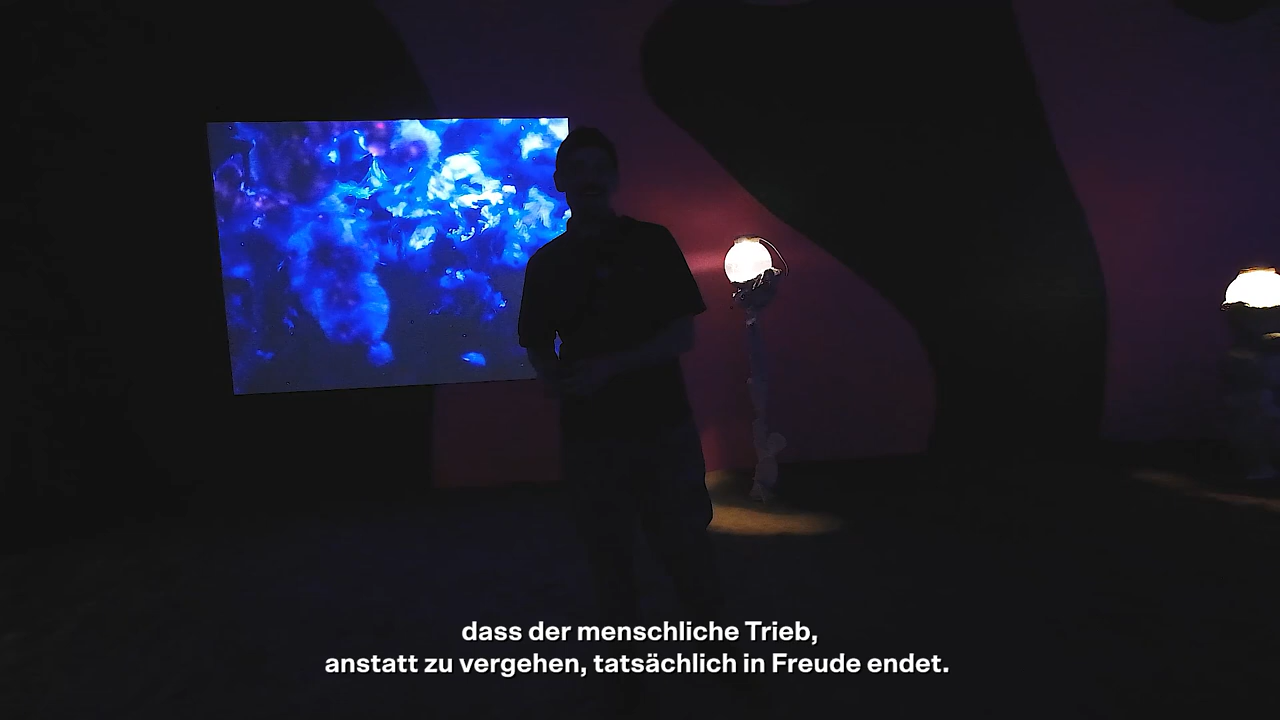 dass der menschliche Trieb,
anstatt zu vergehen, tatsächlich in Freude endet.